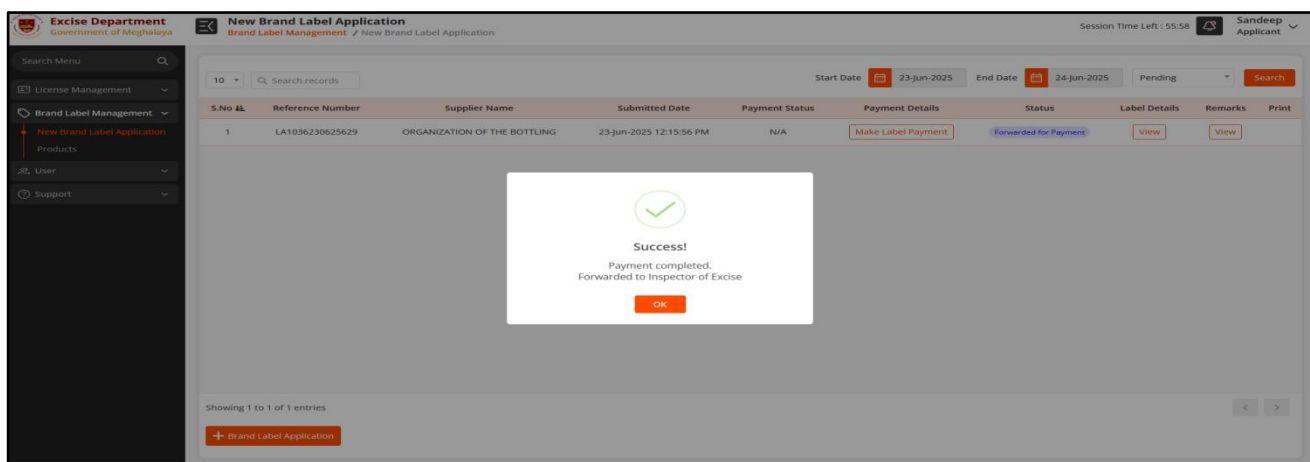 Excise Department
Government of Meghalaya
New Brand Label Application
Brand Label Management / New Brand Label Application
Session Time Left : 55:58
Sandeep
Applicant
Search Menu
License Management
Brand Label Management
New Brand Label Application
Products
User
Support
10
Search records
Start Date
23-Jun-2025
End Date
24-Jun-2025
Pending
Search
S.No Reference Number Supplier Name Submitted Date Payment Status Payment Details Status Label Details Remarks Print
1 LA1036230625629 ORGANIZATION OF THE BOTTLING 23-Jun-2025 12:15:56 PM N/A Make Label Payment Forwarded for Payment View View
Success!
Payment completed.
Forwarded to Inspector of Excise
OK
Showing 1 to 1 of 1 entries
< >
+ Brand Label Application